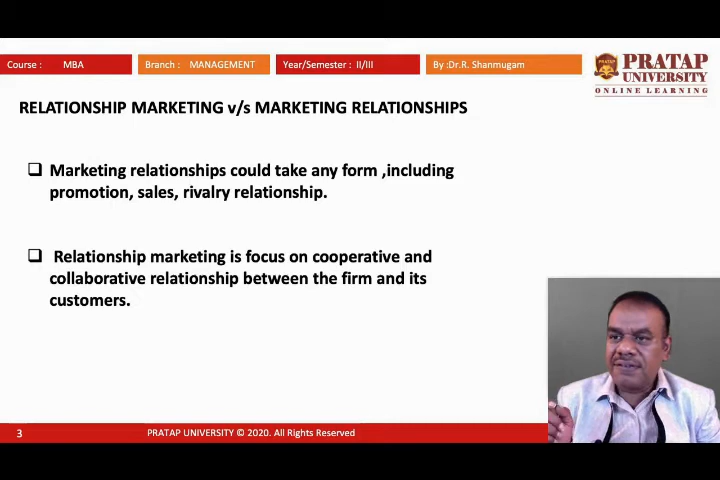 Course : MBA
Branch : MANAGEMENT
Year/Semester : II/III
By :Dr.R. Shanmugam
PRATAP
PRATAP
UNIVERSITY
ONLINE LEARNING
RELATIONSHIP MARKETING v/s MARKETING RELATIONSHIPS
Marketing relationships could take any form ,including
promotion, sales, rivalry relationship.
Relationship marketing is focus on cooperative and
collaborative relationship between the firm and its
customers.
3
PRATAP UNIVERSITY © 2020. All Rights Reserved